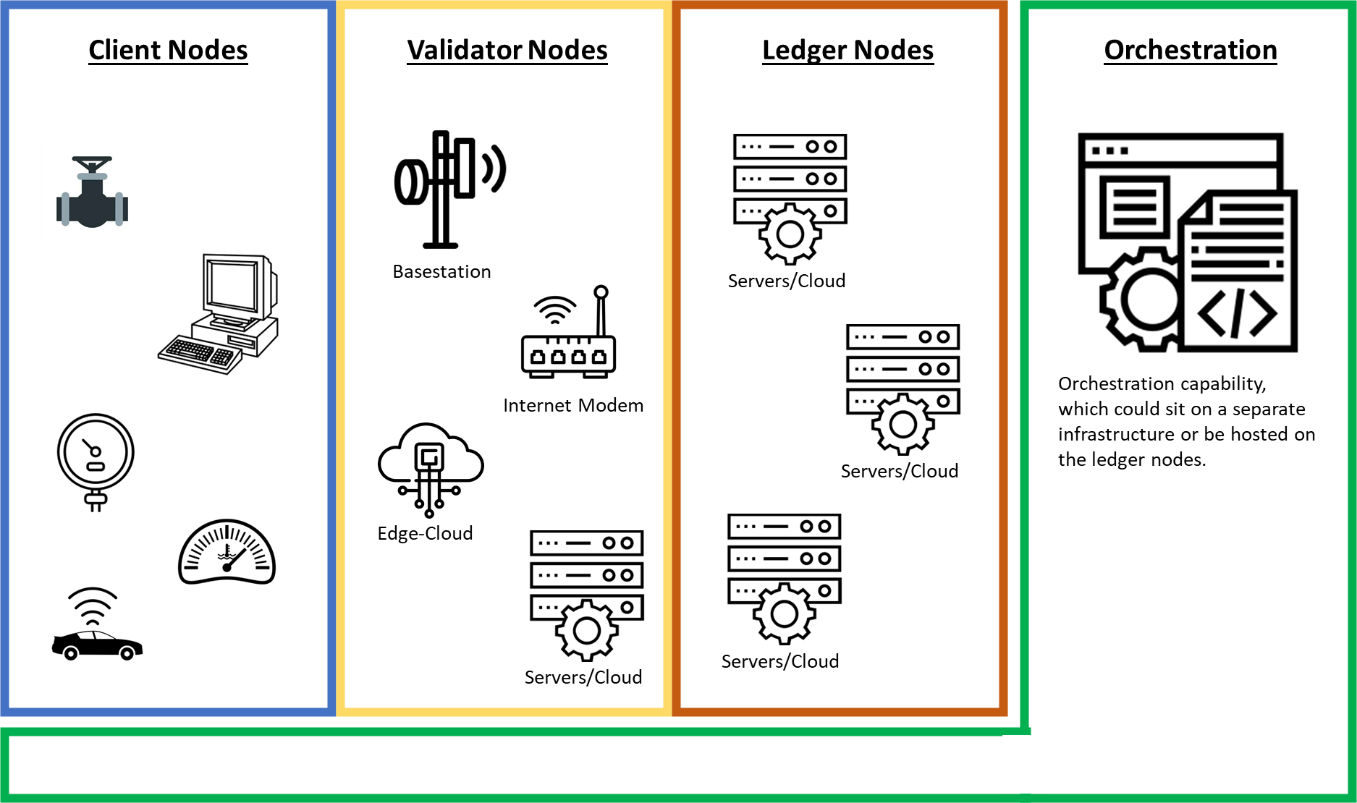 Client Nodes
Validator Nodes
Basestation
Internet Modem
Edge-Cloud
Servers/Cloud
Ledger Nodes
Servers/Cloud
Servers/Cloud
Servers/Cloud
Orchestration
Orchestration capability,
which could sit on a separate
infrastructure or be hosted on
the ledger nodes.